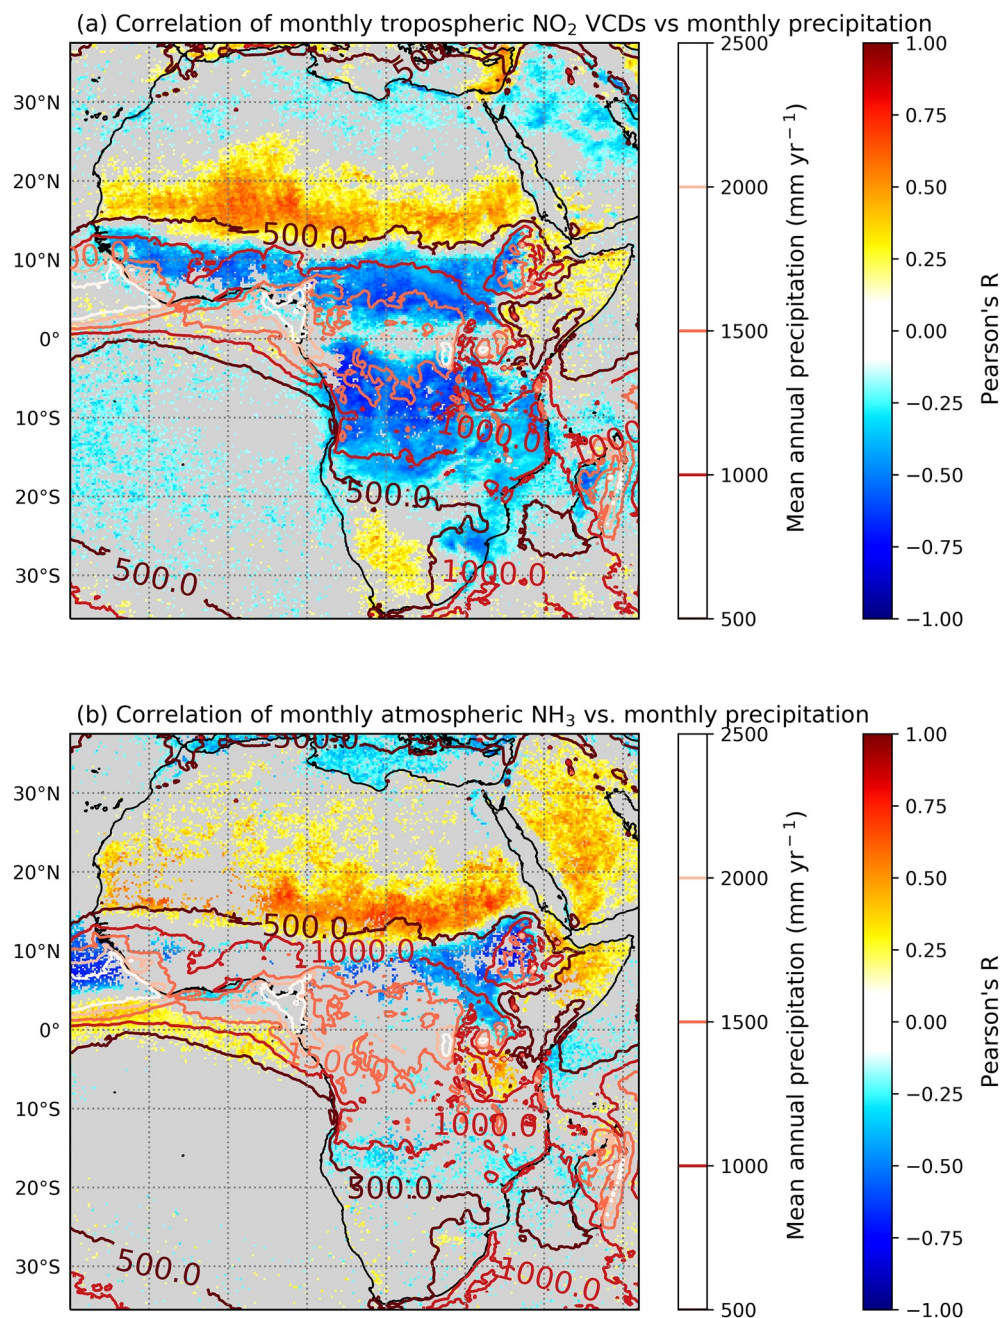 (a) Correlation of monthly tropospheric NO₂ VCDs vs monthly precipitation
30°N
20°N
10°N
0°
10°S
20°S
30°S
500.0
1000.0
500.0
1000.0
500.0
2500
2000
1500
1000
500
Mean annual precipitation (mm yr⁻¹)
1.00
0.75
0.50
0.25
0.00
−0.25
−0.50
−0.75
−1.00
Pearson's R
(b) Correlation of monthly atmospheric NH₃ vs. monthly precipitation
30°N
20°N
10°N
0°
10°S
20°S
30°S
500.0
500.0
1000.0
1000.0
500.0
500.0
1000.0
2500
2000
1500
1000
500
Mean annual precipitation (mm yr⁻¹)
1.00
0.75
0.50
0.25
0.00
−0.25
−0.50
−0.75
−1.00
Pearson's R